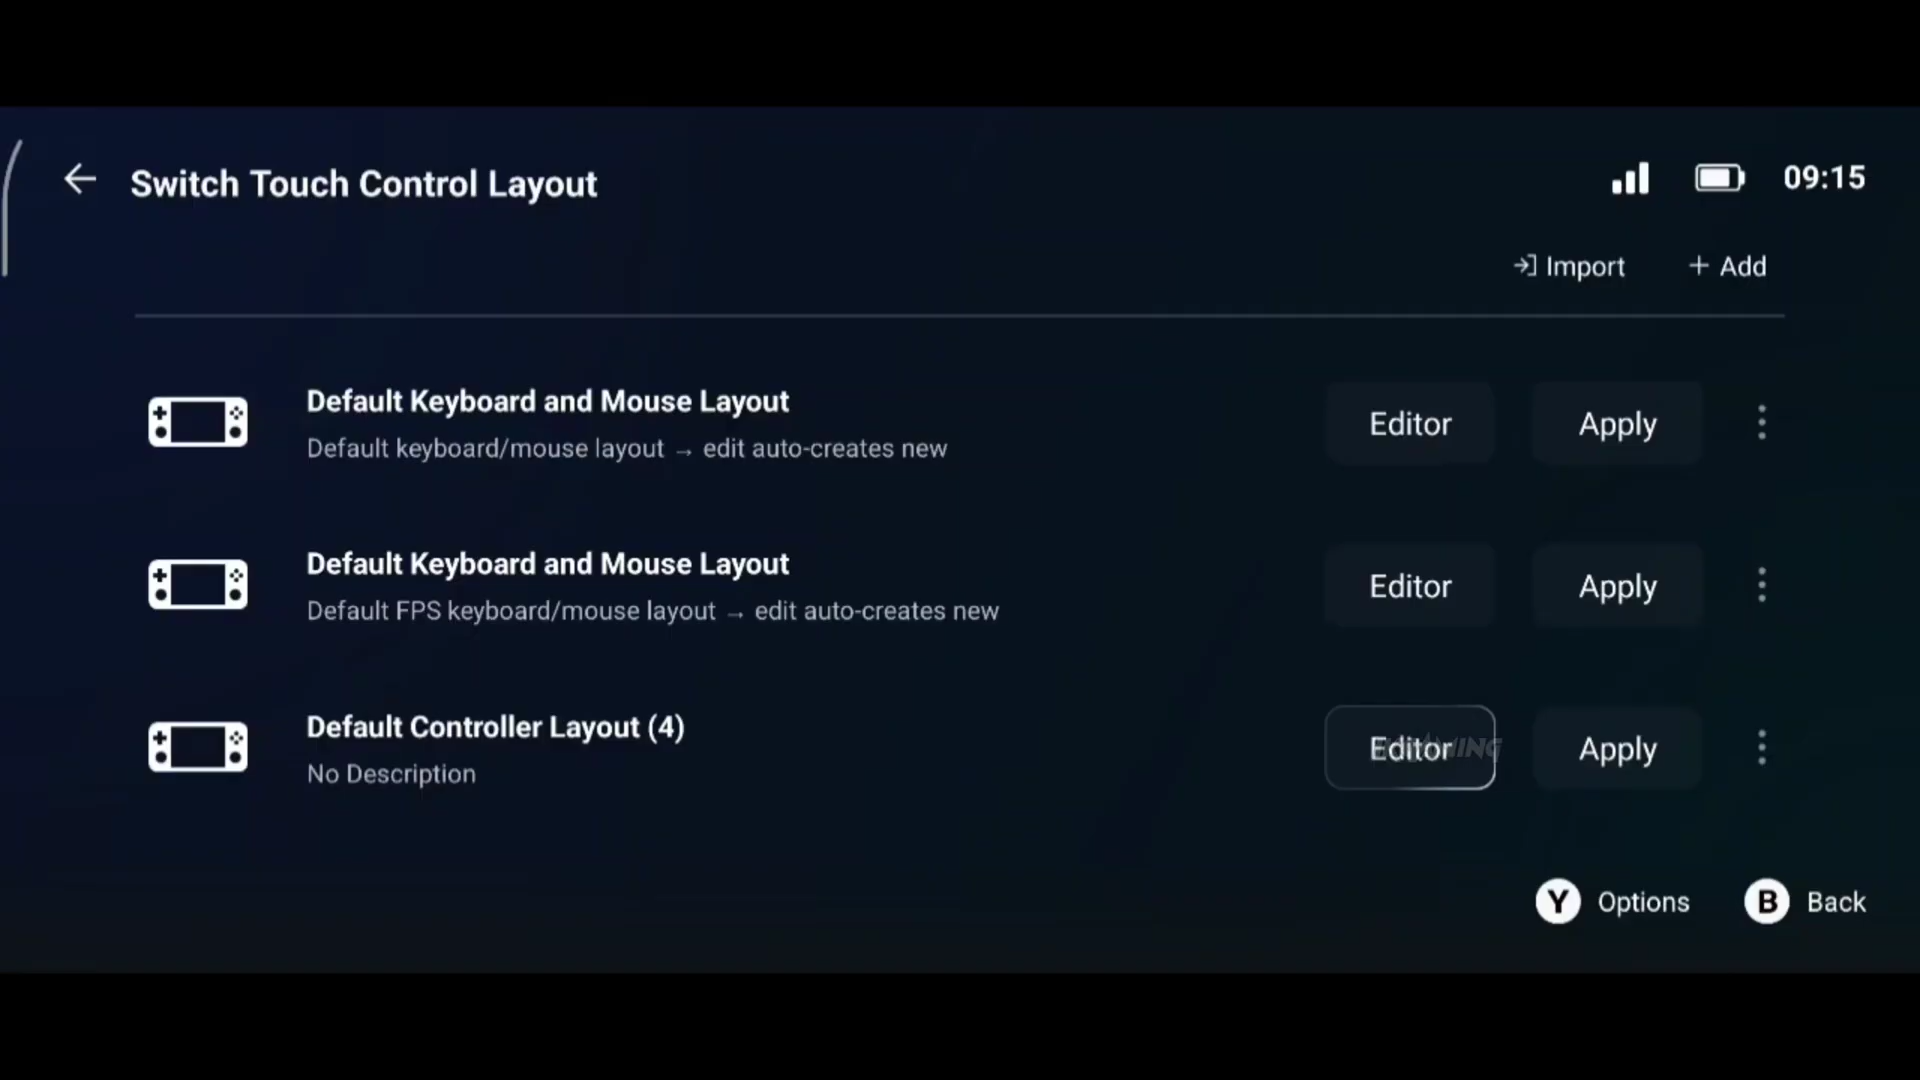 Switch Touch Control Layout
09:15
Import
+ Add
Default Keyboard and Mouse Layout
Default keyboard/mouse layout → edit auto-creates new
Editor
Apply
Default Keyboard and Mouse Layout
Default FPS keyboard/mouse layout → edit auto-creates new
Editor
Apply
Default Controller Layout (4)
No Description
Editor
Apply
Y Options
B Back